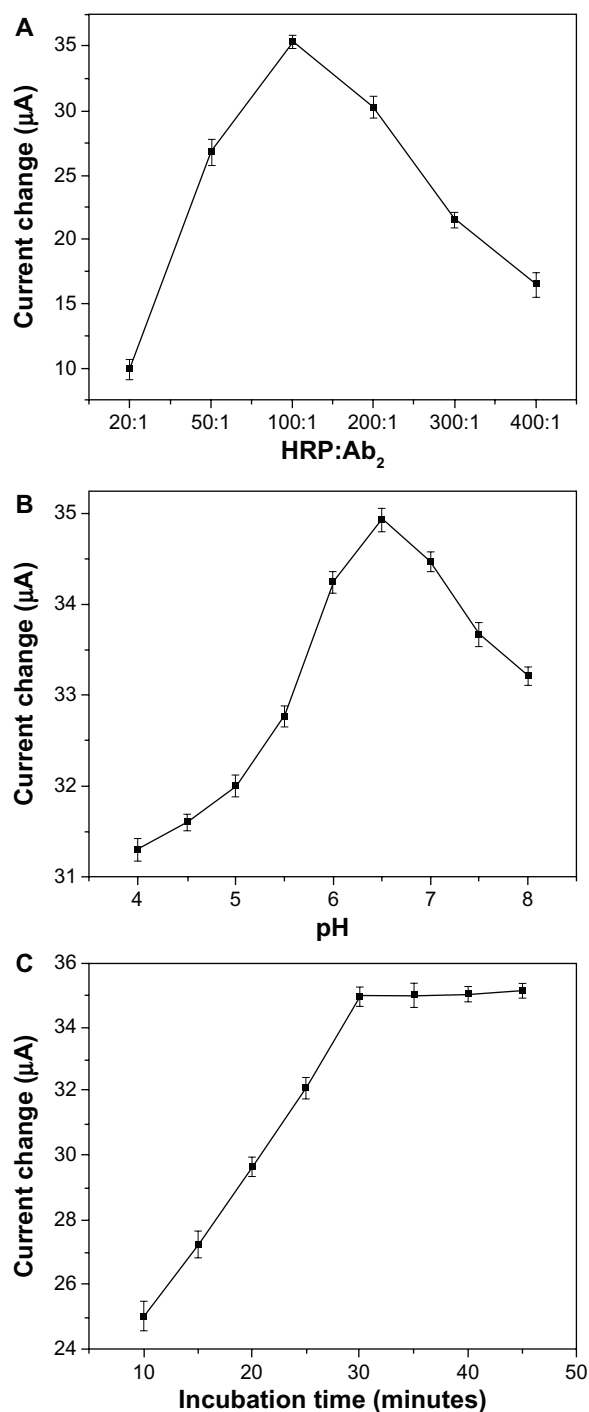 A
Current change (µA)
35
30
25
20
15
10
20:1 50:1 100:1 200:1 300:1 400:1
HRP:Ab₂
B
Current change (µA)
35
34
33
32
31
4 5 6 7 8
pH
C
Current change (µA)
36
34
32
30
28
26
24
10 20 30 40 50
Incubation time (minutes)